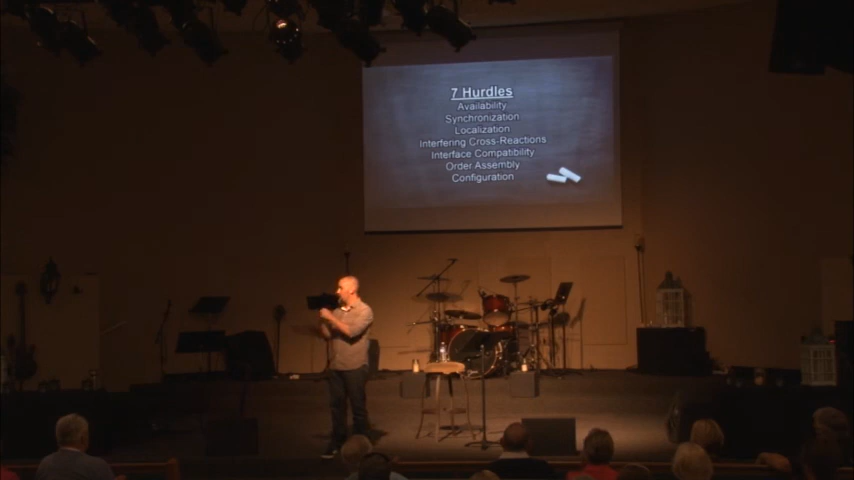 7 Hurdles
Availability
Synchronization
Localization
Interfering Cross-Reactions
Interface Compatibility
Order Assembly
Configuration